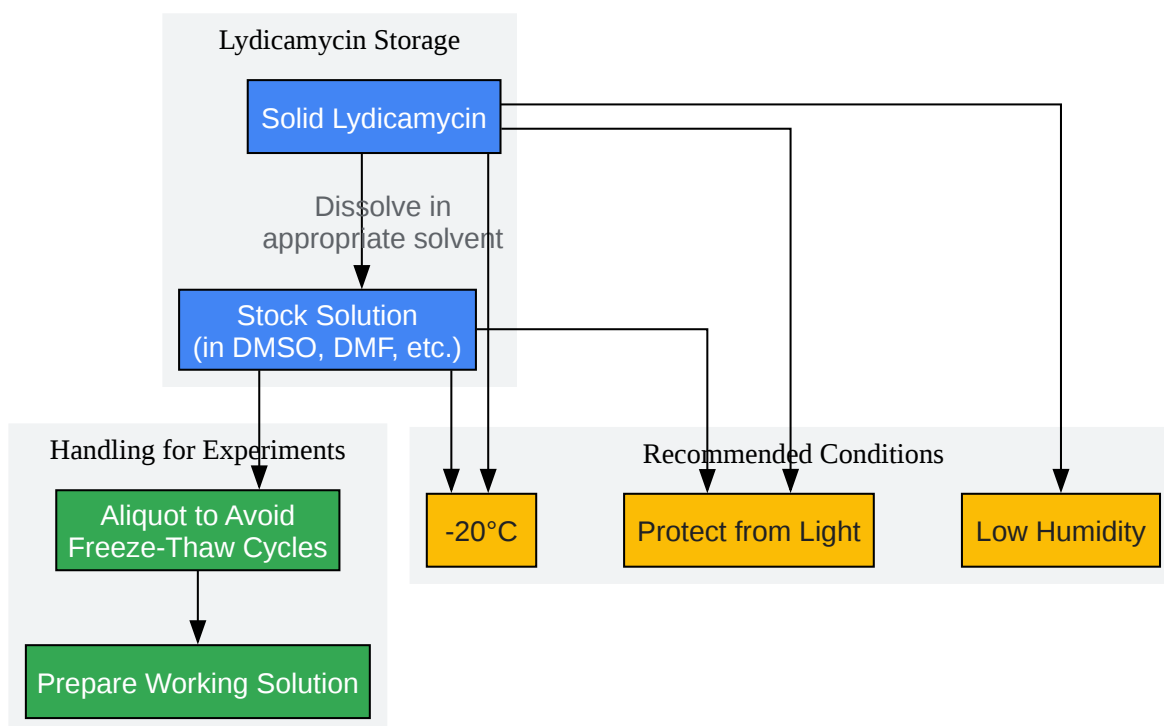 Lydicamycin Storage
Solid Lydicamycin
Dissolve in
appropriate solvent
Stock Solution
(in DMSO, DMF, etc.)
Handling for Experiments
Aliquot to Avoid
Freeze-Thaw Cycles
Prepare Working Solution
Recommended Conditions
-20°C
Protect from Light
Low Humidity